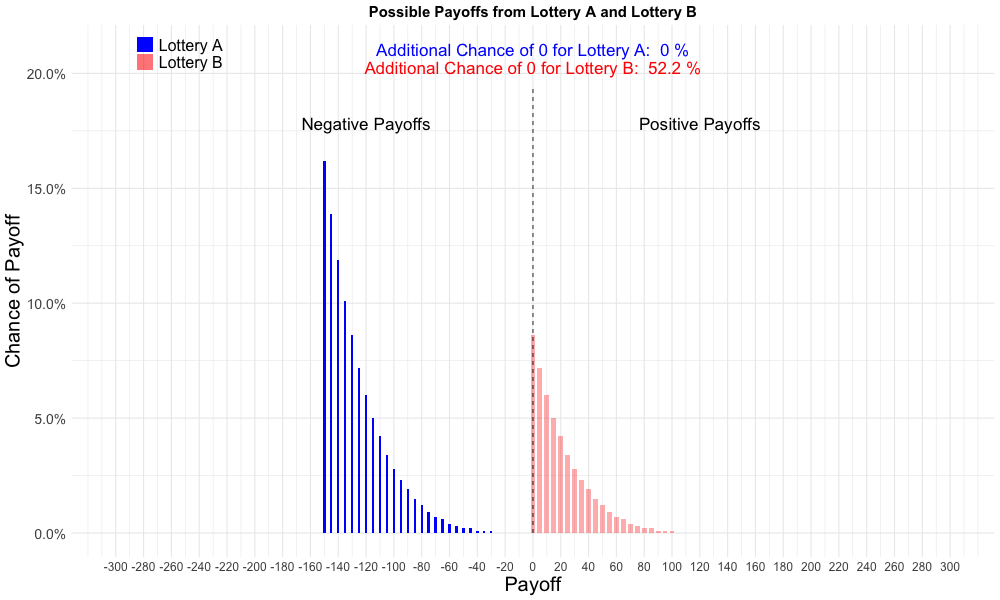 Possible Payoffs from Lottery A and Lottery B
Lottery A
Lottery B
Additional Chance of 0 for Lottery A:  0 %
Additional Chance of 0 for Lottery B:  52.2 %
Negative Payoffs
Positive Payoffs
Chance of Payoff
20.0%
15.0%
10.0%
5.0%
0.0%
-300 -280 -260 -240 -220 -200 -180 -160 -140 -120 -100 -80 -60 -40 -20 0 20 40 60 80 100 120 140 160 180 200 220 240 260 280 300
Payoff